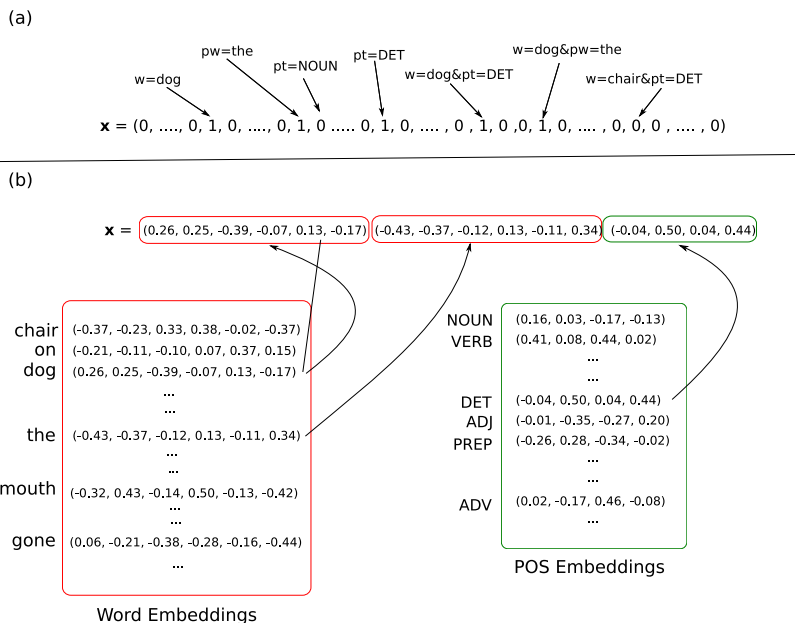 (a)
pw=the
w=dog
pt=NOUN
pt=DET
w=dog&pt=DET
w=dog&pw=the
w=chair&pt=DET
x = (0, ...., 0, 1, 0, ...., 0, 1, 0 ..... 0, 1, 0, .... , 0 , 1, 0 ,0, 1, 0, .... , 0, 0, 0 , .... , 0)
(b)
x = (0.26, 0.25, -0.39, -0.07, 0.13, -0.17) (-0.43, -0.37, -0.12, 0.13, -0.11, 0.34) (-0.04, 0.50, 0.04, 0.44)
chair (-0.37, -0.23, 0.33, 0.38, -0.02, -0.37)
on (-0.21, -0.11, -0.10, 0.07, 0.37, 0.15)
dog (0.26, 0.25, -0.39, -0.07, 0.13, -0.17)
...
...
the (-0.43, -0.37, -0.12, 0.13, -0.11, 0.34)
...
...
mouth (-0.32, 0.43, -0.14, 0.50, -0.13, -0.42)
...
...
gone (0.06, -0.21, -0.38, -0.28, -0.16, -0.44)
...
Word Embeddings
NOUN (0.16, 0.03, -0.17, -0.13)
VERB (0.41, 0.08, 0.44, 0.02)
...
...
DET (-0.04, 0.50, 0.04, 0.44)
ADJ (-0.01, -0.35, -0.27, 0.20)
PREP (-0.26, 0.28, -0.34, -0.02)
...
...
ADV (0.02, -0.17, 0.46, -0.08)
...
POS Embeddings